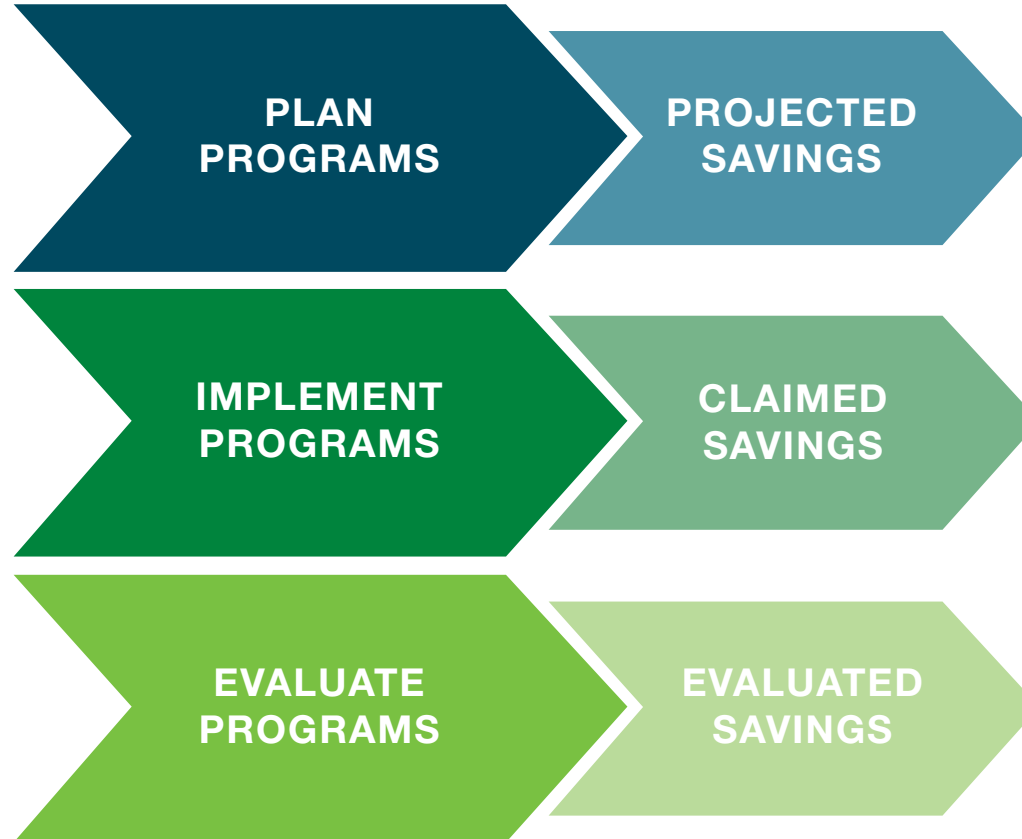 PLAN
PROGRAMS
PROJECTED
SAVINGS
IMPLEMENT
PROGRAMS
CLAIMED
SAVINGS
EVALUATE
PROGRAMS
EVALUATED
SAVINGS